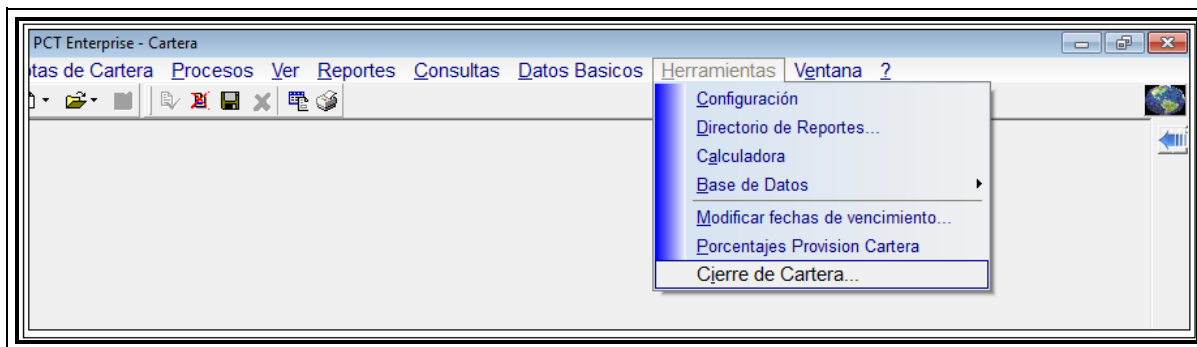 PCT Enterprise - Cartera
tas de Cartera Procesos Ver Reportes Consultas Datos Basicos Herramientas Ventana ?
Configuración
Directorio de Reportes...
Calculadora
Base de Datos
Modificar fechas de vencimiento...
Porcentajes Provision Cartera
Cierre de Cartera...